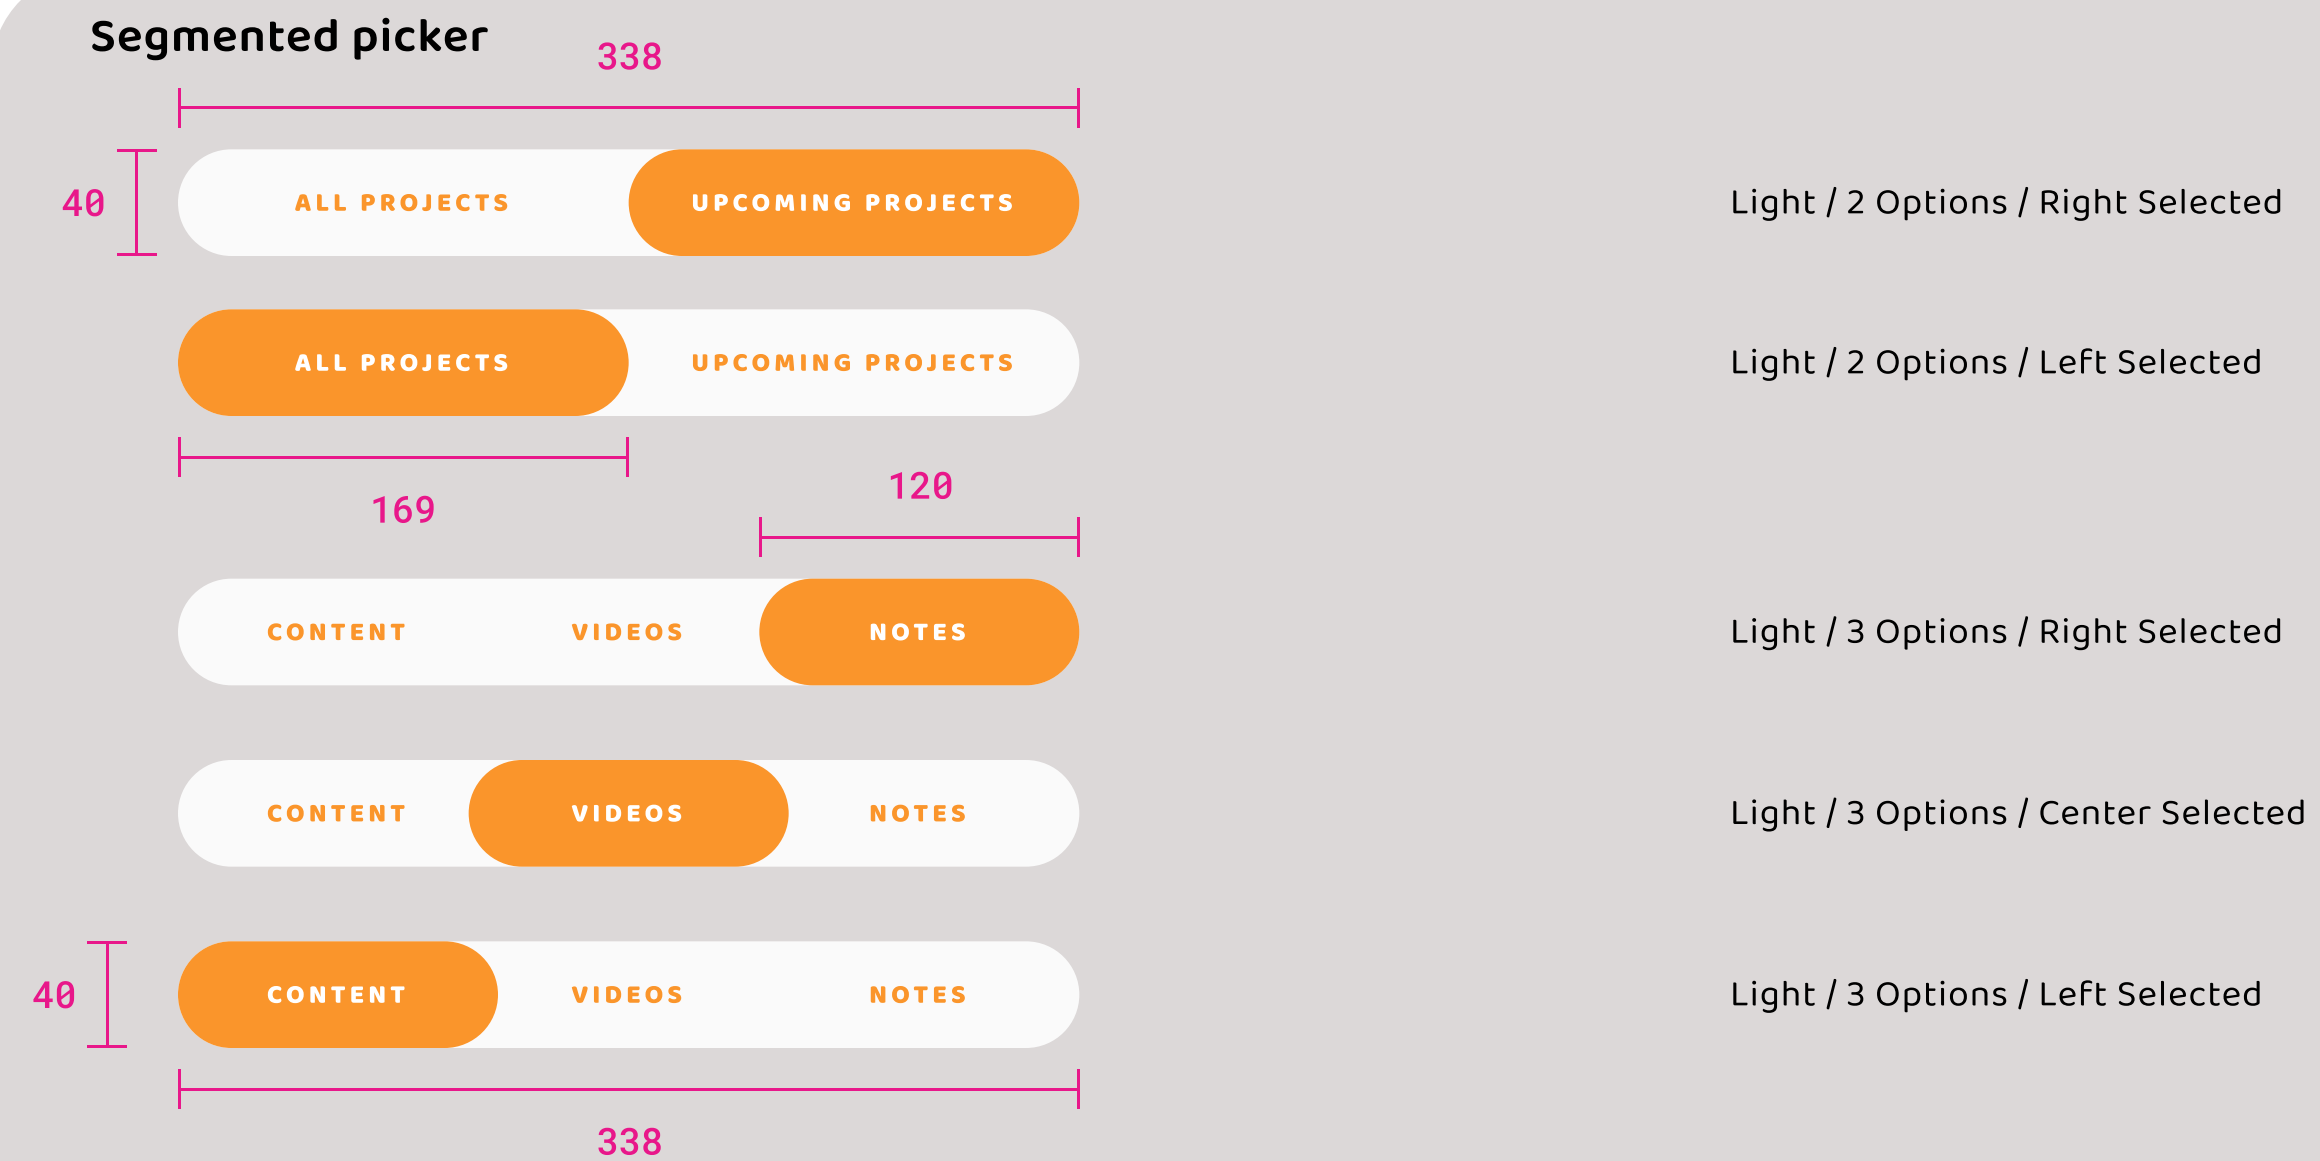 Segmented picker
338
40
ALL PROJECTS UPCOMING PROJECTS Light / 2 Options / Right Selected
ALL PROJECTS UPCOMING PROJECTS Light / 2 Options / Left Selected
169
120
CONTENT VIDEOS NOTES Light / 3 Options / Right Selected
CONTENT VIDEOS NOTES Light / 3 Options / Center Selected
40
CONTENT VIDEOS NOTES Light / 3 Options / Left Selected
338